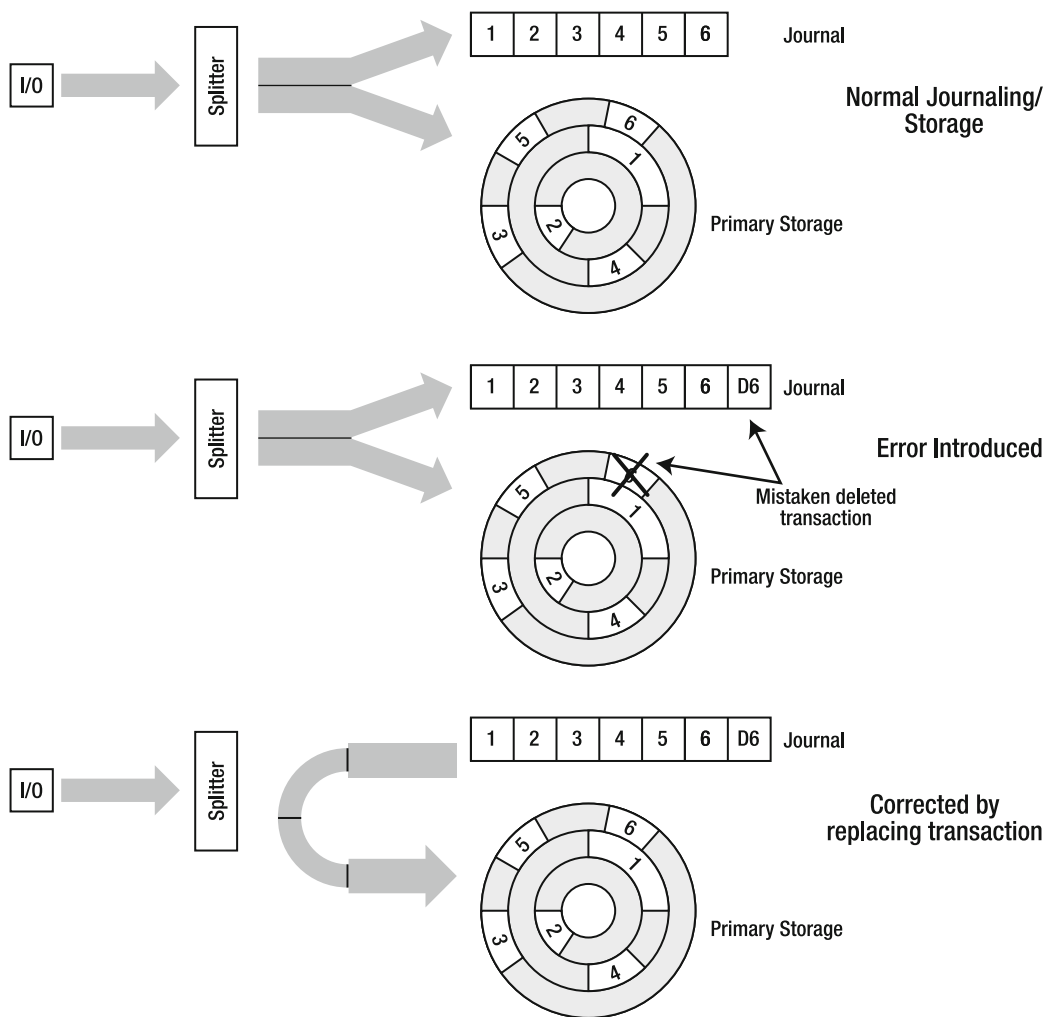 1 2 3 4 5 6 Journal
I/O
Splitter
Normal Journaling/
Storage
6
5
1
Primary Storage
2
3
4
1 2 3 4 5 6 D6 Journal
I/O
Splitter
Error Introduced
5
1
Mistaken deleted
transaction
2
3
Primary Storage
4
1 2 3 4 5 6 D6 Journal
I/O
Splitter
Corrected by
replacing transaction
6
5
1
Primary Storage
2
3
4